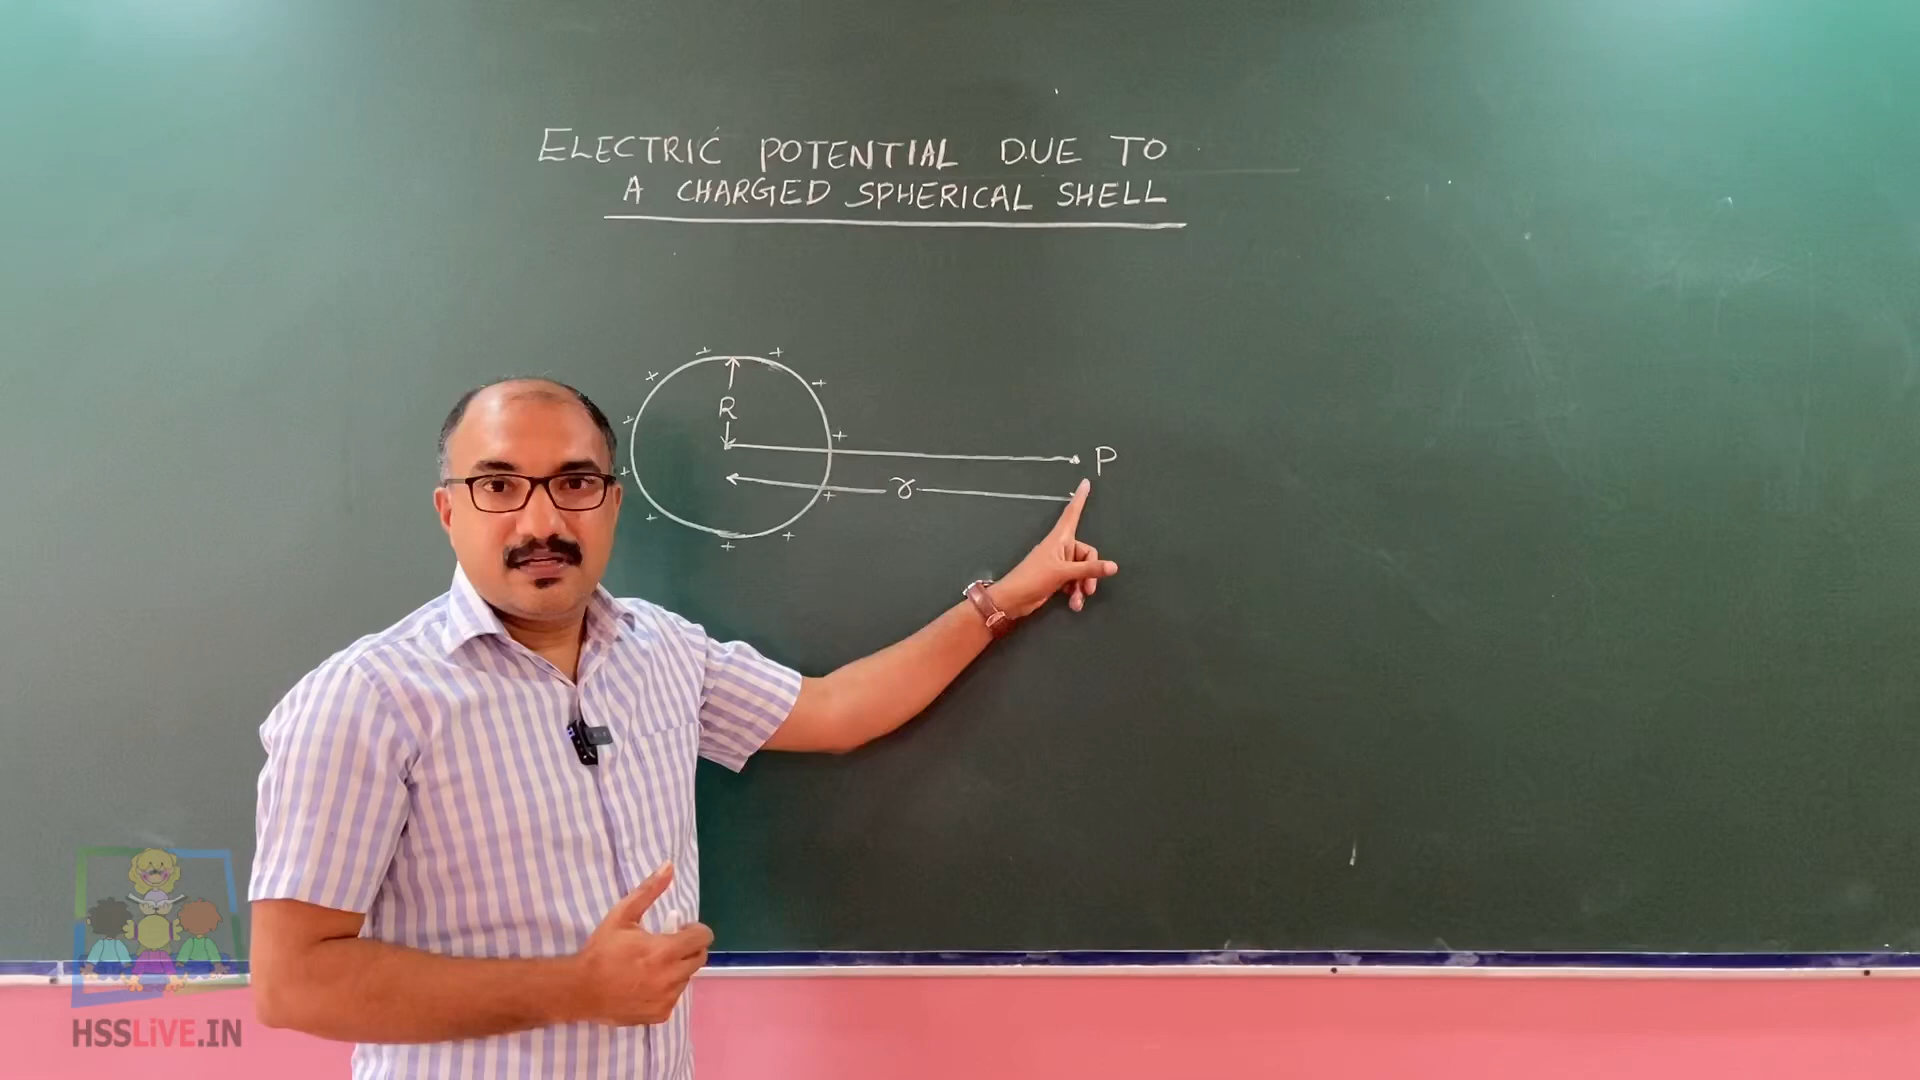 ELECTRIC POTENTIAL DUE TO
A CHARGED SPHERICAL SHELL
R
P
r
HSSLiVE.IN